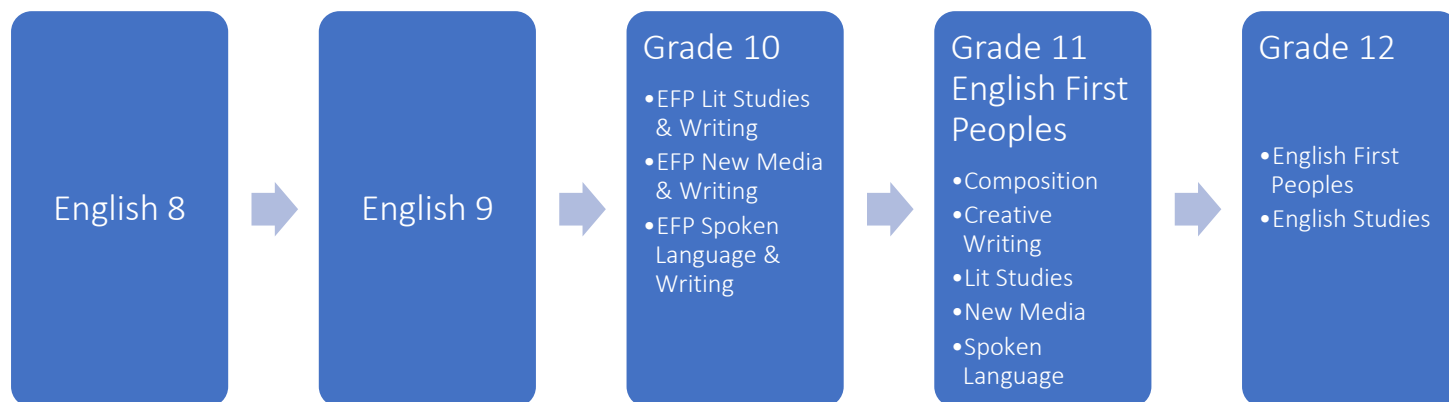 English 8
English 9
Grade 10
•EFP Lit Studies
& Writing
•EFP New Media
& Writing
•EFP Spoken
Language &
Writing
Grade 11
English First
Peoples
•Composition
•Creative
Writing
•Lit Studies
•New Media
•Spoken
Language
Grade 12
•English First
Peoples
•English Studies